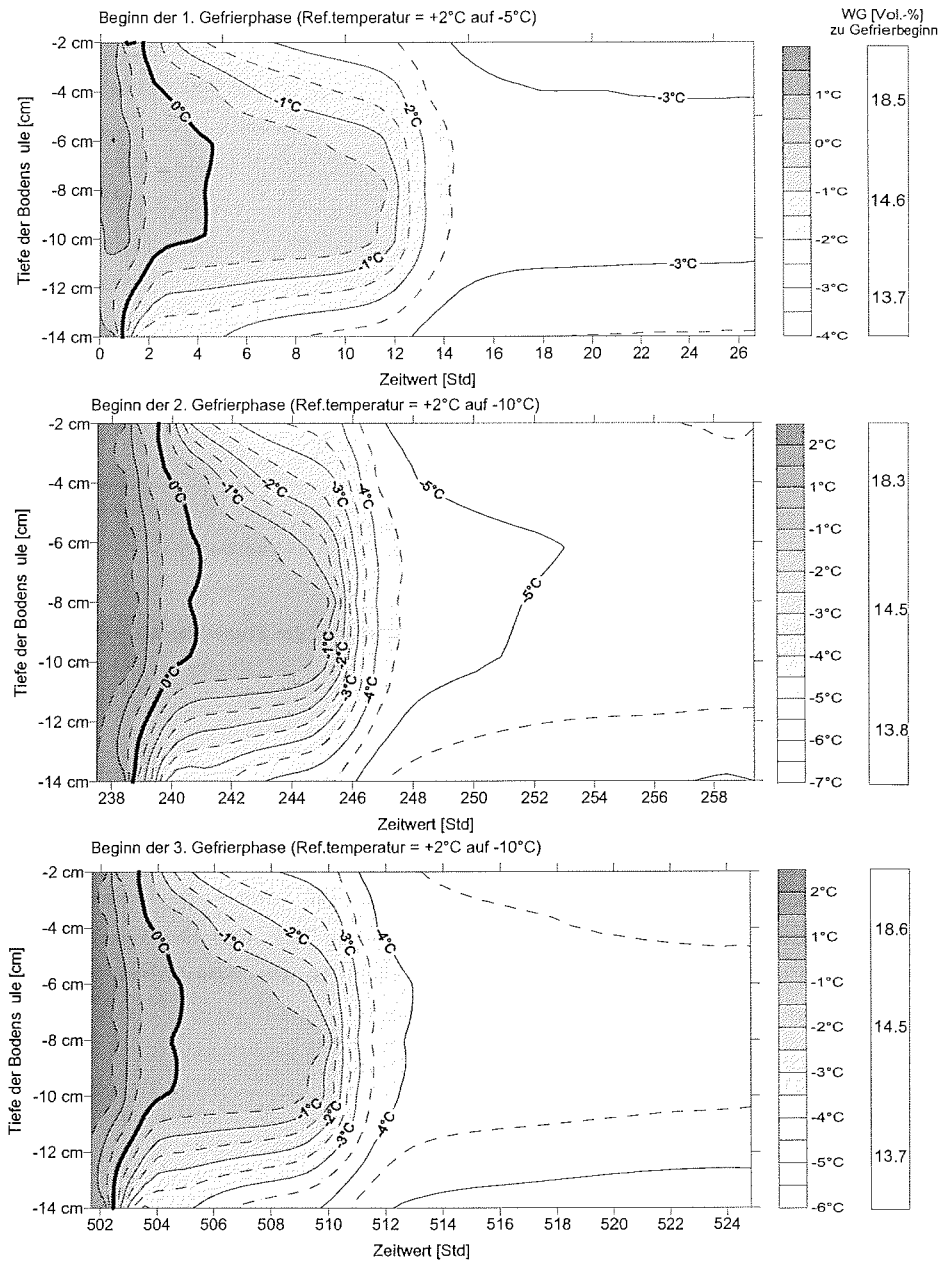 Beginn der 1. Gefrierphase (Ref.temperatur = +2°C auf -5°C)
WG [Vol.-%]
zu Gefrierbeginn
Tiefe der Bodens ule [cm]
-2 cm
-4 cm
-6 cm
-8 cm
-10 cm
-12 cm
-14 cm
0°C
-1°C
-2°C
-3°C
-1°C
-3°C
0 2 4 6 8 10 12 14 16 18 20 22 24 26
Zeitwert [Std]
1°C
0°C
-1°C
-2°C
-3°C
-4°C
18.5
14.6
13.7
Beginn der 2. Gefrierphase (Ref.temperatur = +2°C auf -10°C)
Tiefe der Bodens ule [cm]
-2 cm
-4 cm
-6 cm
-8 cm
-10 cm
-12 cm
-14 cm
0°C
-1°C
-2°C
-3°C
-4°C
-5°C
-5°C
0°C
-1°C
-2°C
-3°C
-4°C
238 240 242 244 246 248 250 252 254 256 258
Zeitwert [Std]
2°C
1°C
-1°C
-2°C
-3°C
-4°C
-5°C
-6°C
-7°C
18.3
14.5
13.8
Beginn der 3. Gefrierphase (Ref.temperatur = +2°C auf -10°C)
Tiefe der Bodens ule [cm]
-2 cm
-4 cm
-6 cm
-8 cm
-10 cm
-12 cm
-14 cm
0°C
-1°C
-2°C
-3°C
-4°C
-1°C
-2°C
-3°C
-4°C
502 504 506 508 510 512 514 516 518 520 522 524
Zeitwert [Std]
2°C
1°C
-1°C
-2°C
-3°C
-4°C
-5°C
-6°C
18.6
14.5
13.7